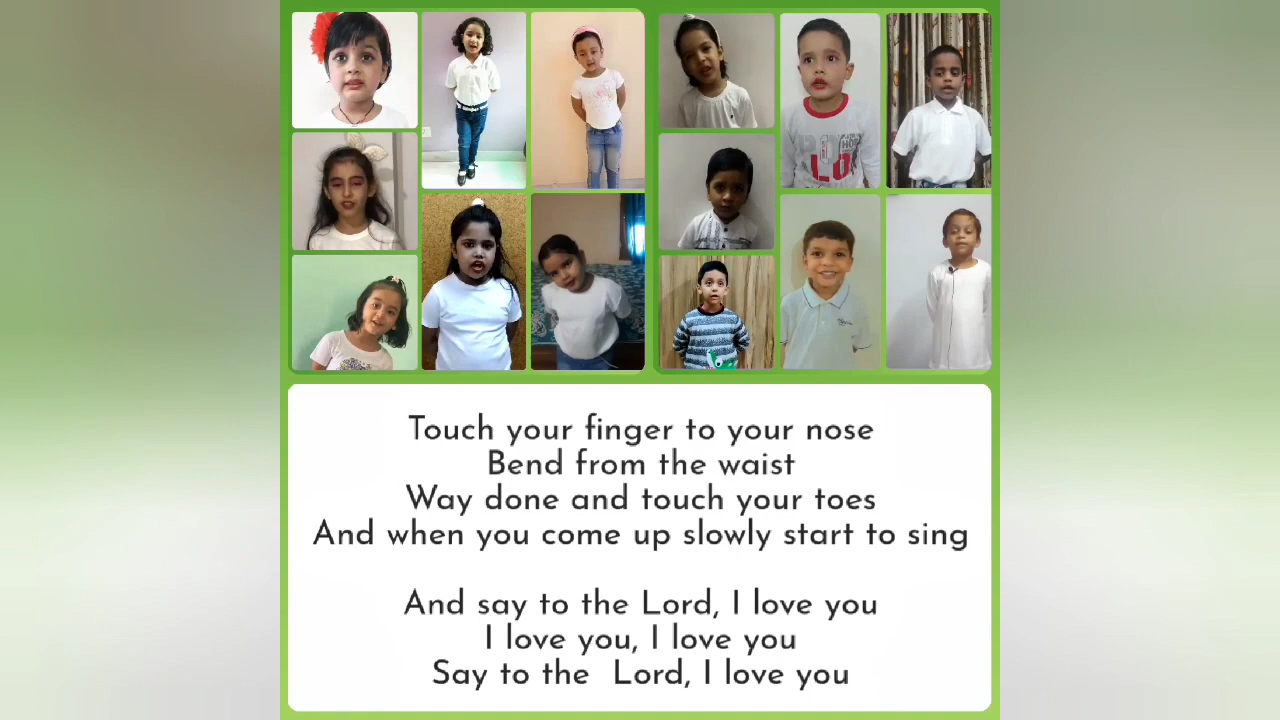 Touch your finger to your nose
Bend from the waist
Way done and touch your toes
And when you come up slowly start to sing
And say to the Lord, I love you
I love you, I love you
Say to the Lord, I love you